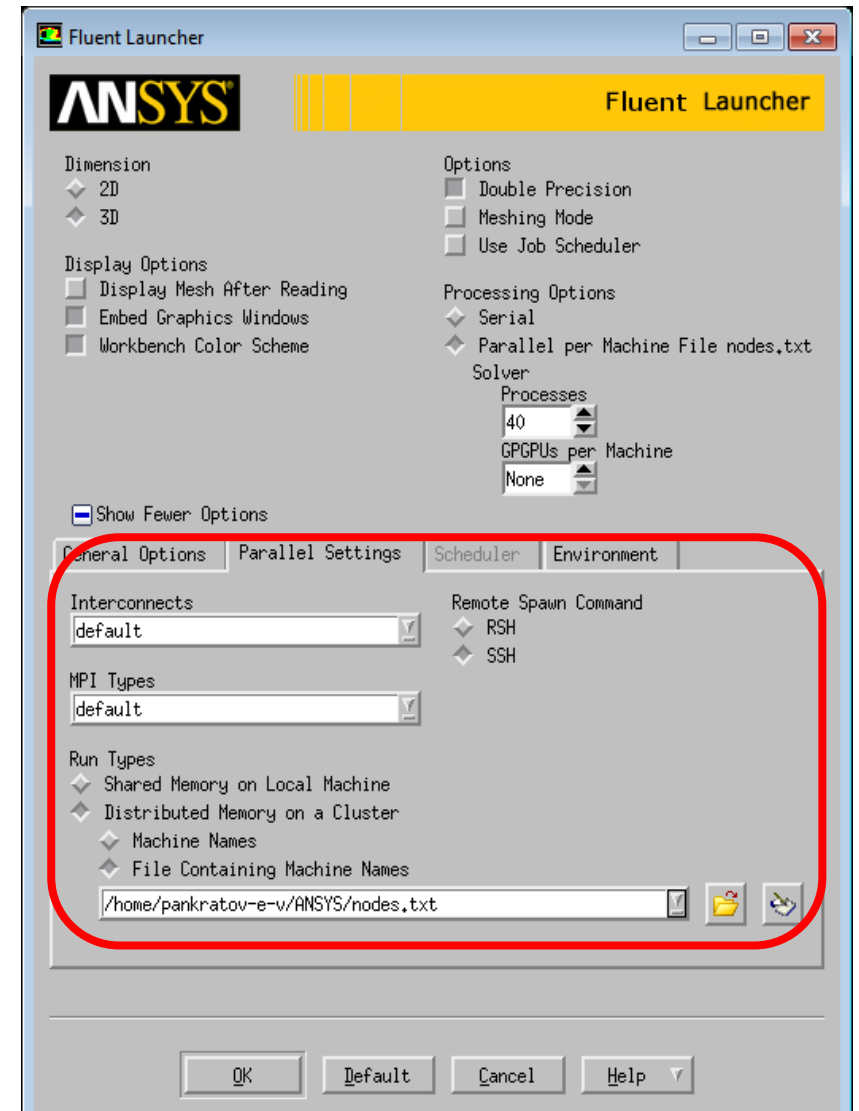 Fluent Launcher
ANSYS
Fluent Launcher
Dimension
2D
3D
Display Options
Display Mesh After Reading
Embed Graphics Windows
Workbench Color Scheme
Options
Double Precision
Meshing Mode
Use Job Scheduler
Processing Options
Serial
Parallel per Machine File nodes.txt
Solver
Processes
40
GPGPUs per Machine
None
Show Fewer Options
General Options
Parallel Settings
Scheduler
Environment
Interconnects
default
MPI Types
default
Remote Spawn Command
RSH
SSH
Run Types
Shared Memory on Local Machine
Distributed Memory on a Cluster
Machine Names
File Containing Machine Names
/home/pankratov-e-v/ANSYS/nodes.txt
OK
Default
Cancel
Help